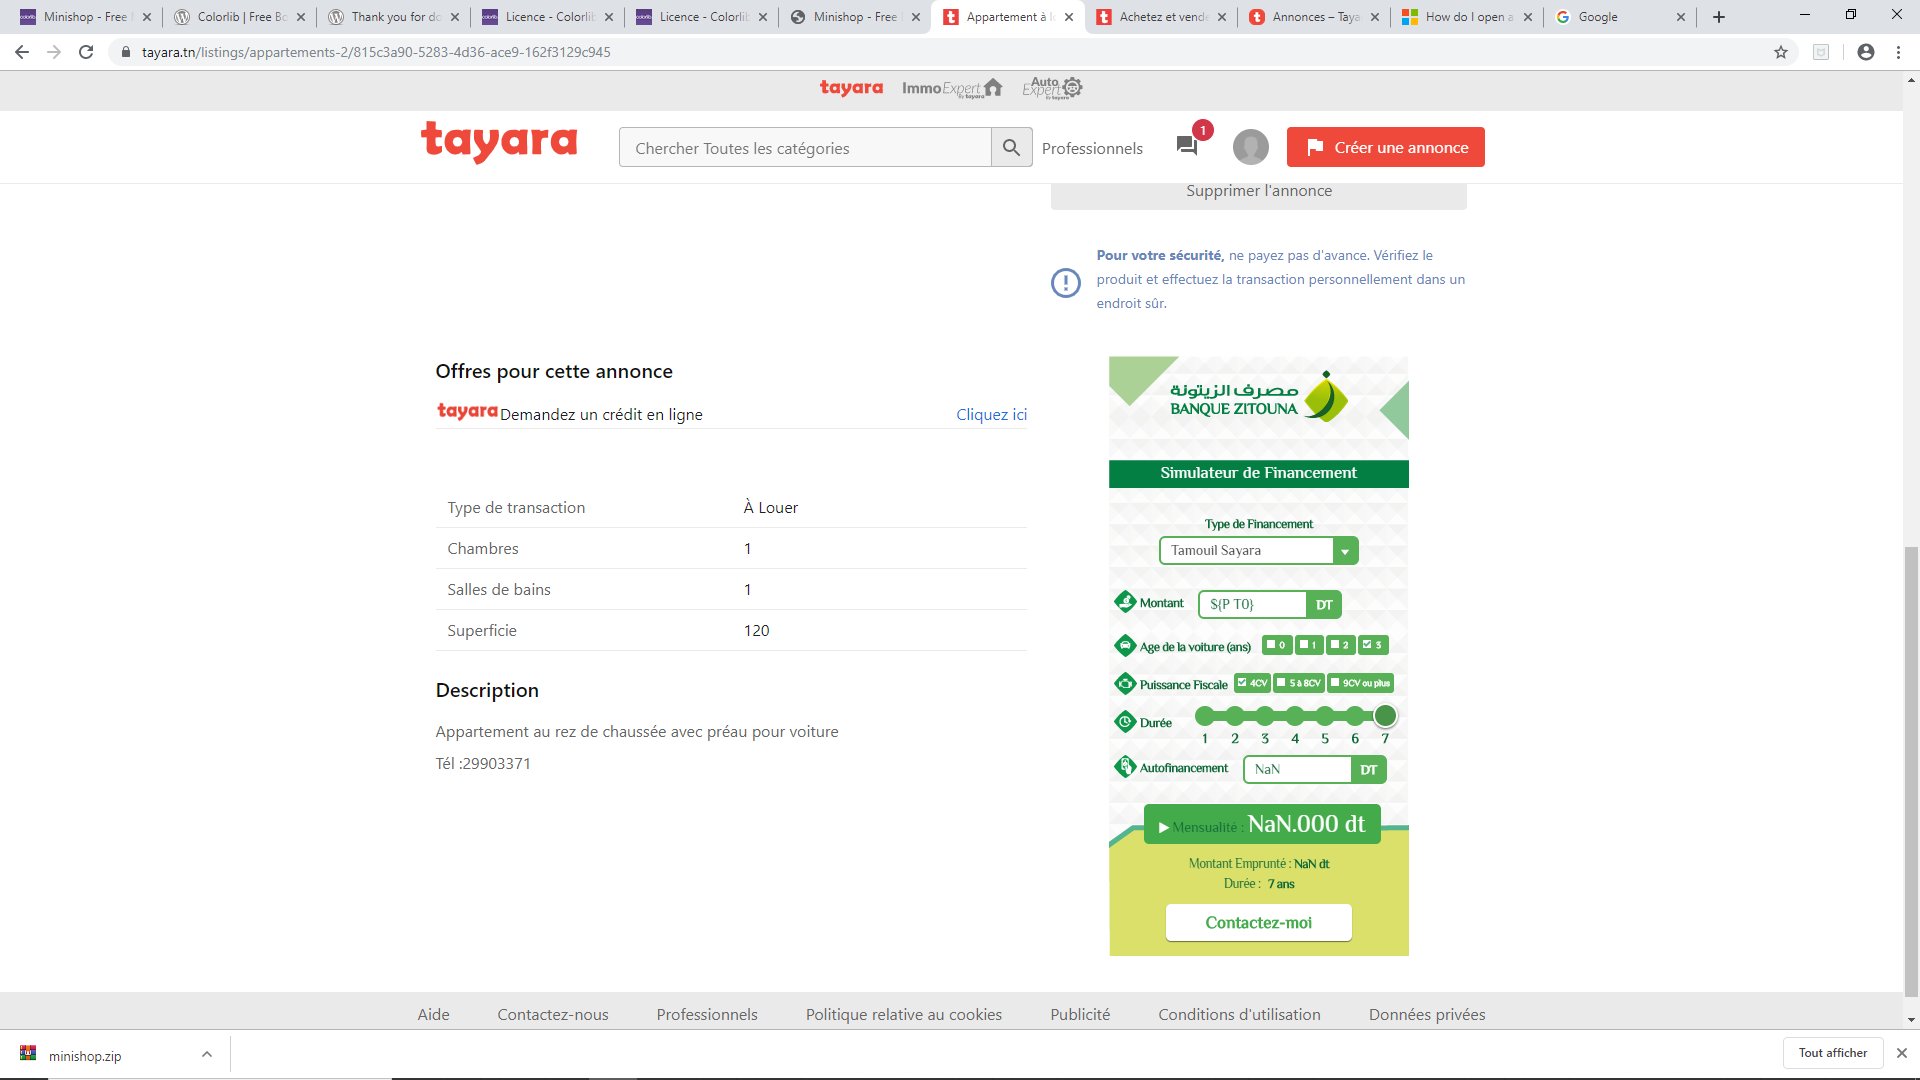 Minishop - Free
Colorlib | Free Bo
Thank you for do
Licence - Colorlib
Licence - Colorlib
Minishop - Free
Appartement à lo
Achetez et vende
Annonces – Taya
How do I open a
Google
tayara.tn/listings/appartements-2/815c3a90-5283-4d36-ace9-162f3129c945
tayara
ImmoExpert
By tayara
Auto
Expert
By tayara
tayara
Chercher Toutes les catégories
Professionnels
1
Créer une annonce
Supprimer l'annonce
Pour votre sécurité, ne payez pas d'avance. Vérifiez le
produit et effectuez la transaction personnellement dans un
endroit sûr.
Offres pour cette annonce
tayara Demandez un crédit en ligne
Cliquez ici
Type de transaction À Louer
Chambres 1
Salles de bains 1
Superficie 120
Description
Appartement au rez de chaussée avec préau pour voiture
Tél :29903371
مصرف الزيتونة
BANQUE ZITOUNA
Simulateur de Financement
Type de Financement
Tamouil Sayara
Montant ${P T0} DT
Age de la voiture (ans) 0 1 2 3
Puissance Fiscale 4CV 5 à 8CV 9CV ou plus
Durée
1 2 3 4 5 6 7
Autofinancement NaN DT
Mensualité : NaN.000 dt
Montant Emprunté : NaN dt
Durée : 7 ans
Contactez-moi
Aide
Contactez-nous
Professionnels
Politique relative au cookies
Publicité
Conditions d'utilisation
Données privées
minishop.zip
Tout afficher